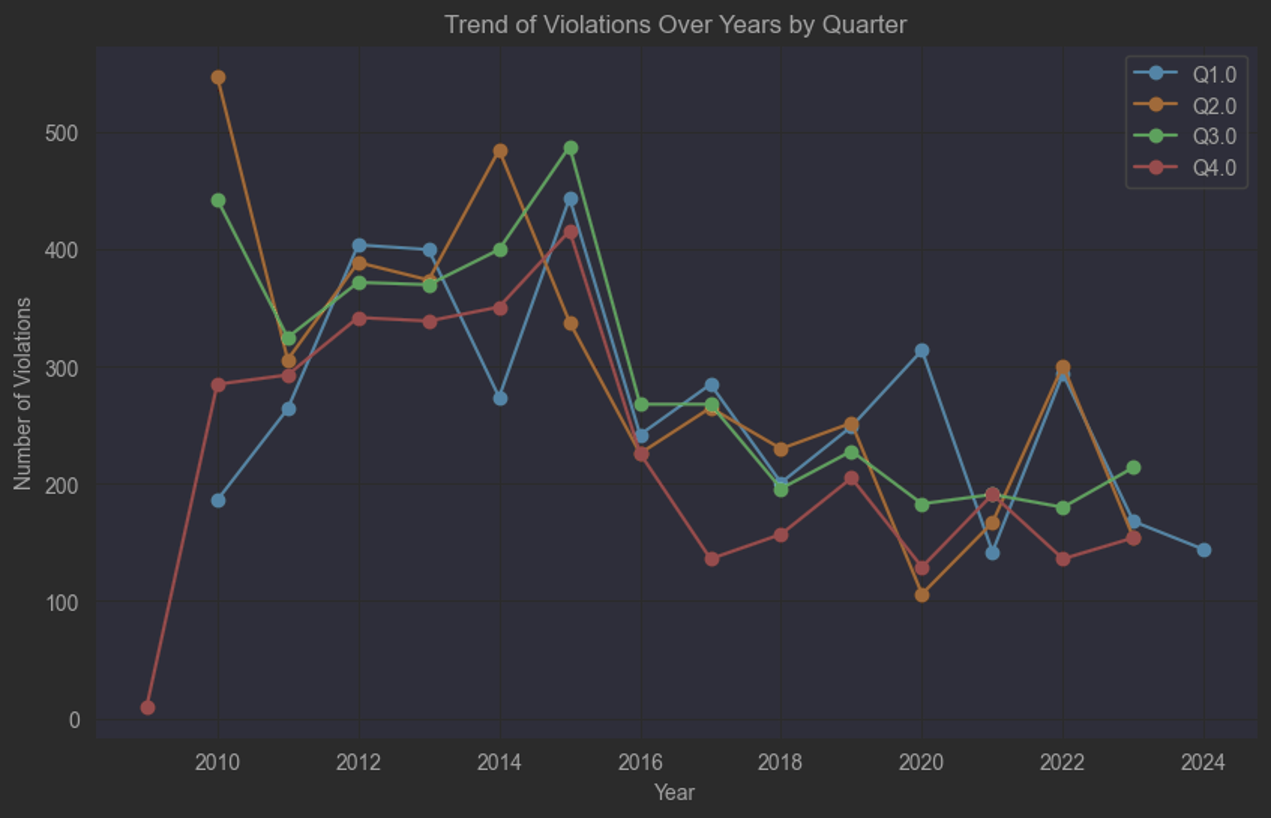 Trend of Violations Over Years by Quarter
Q1.0
Q2.0
Q3.0
Q4.0
500
400
300
200
100
0
Number of Violations
2010 2012 2014 2016 2018 2020 2022 2024
Year